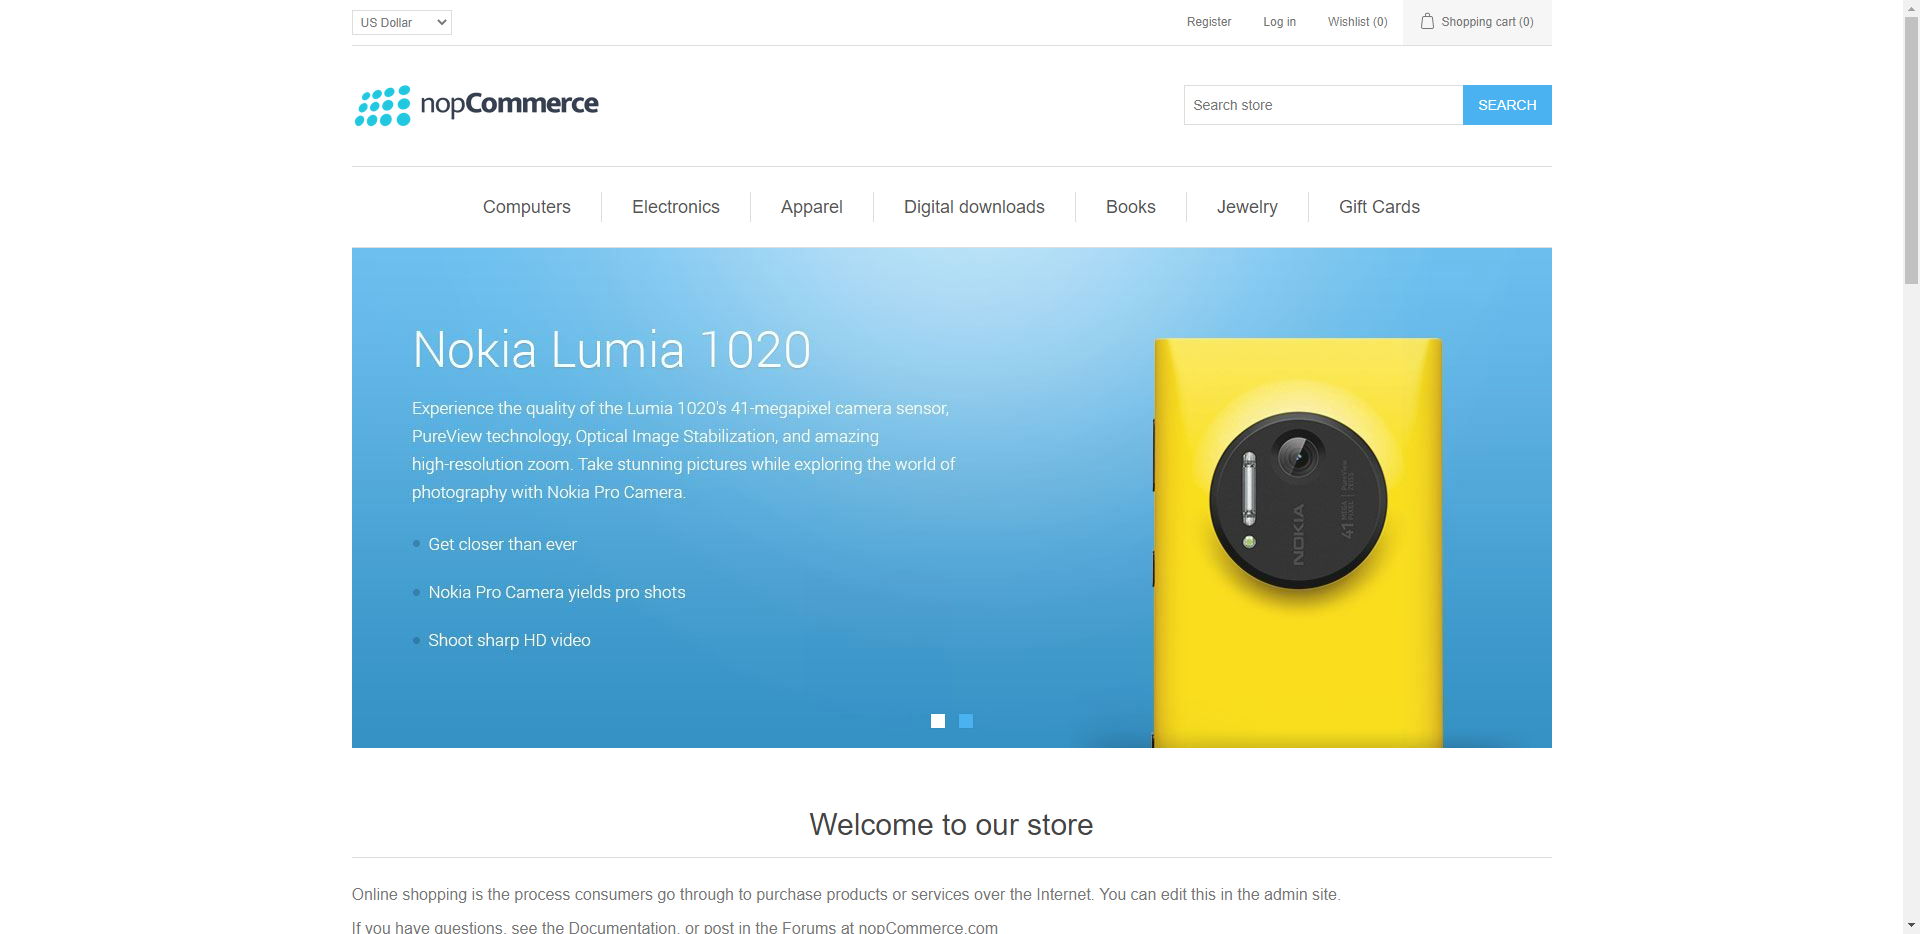 US Dollar
Register
Log in
Wishlist (0)
Shopping cart (0)
nopCommerce
Search store
SEARCH
Computers
Electronics
Apparel
Digital downloads
Books
Jewelry
Gift Cards
Nokia Lumia 1020
Experience the quality of the Lumia 1020's 41-megapixel camera sensor,
PureView technology, Optical Image Stabilization, and amazing
high-resolution zoom. Take stunning pictures while exploring the world of
photography with Nokia Pro Camera.
Get closer than ever
Nokia Pro Camera yields pro shots
Shoot sharp HD video
NOKIA
41 MEGA PIXEL
PureView
ZEISS
Welcome to our store
Online shopping is the process consumers go through to purchase products or services over the Internet. You can edit this in the admin site.
If you have questions, see the Documentation, or post in the Forums at nopCommerce.com